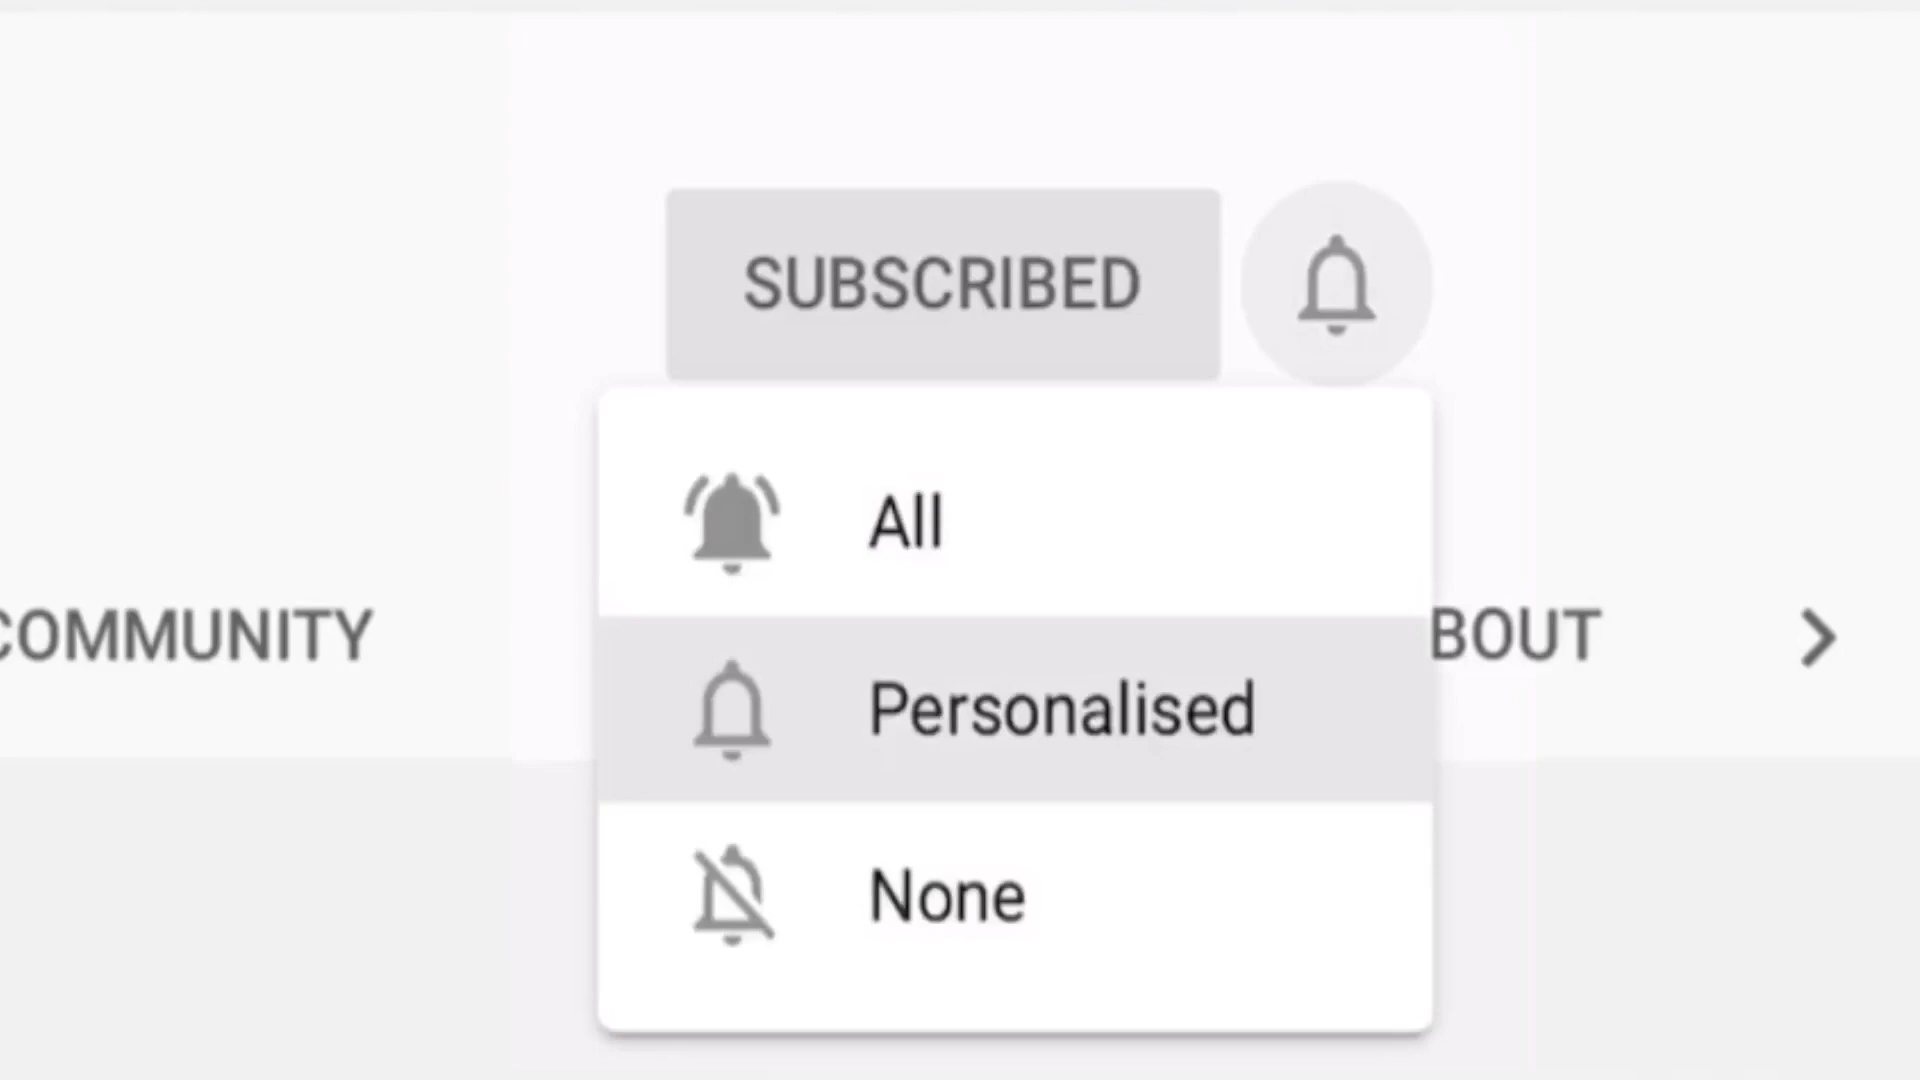 SUBSCRIBED
All
COMMUNITY
BOUT
Personalised
None